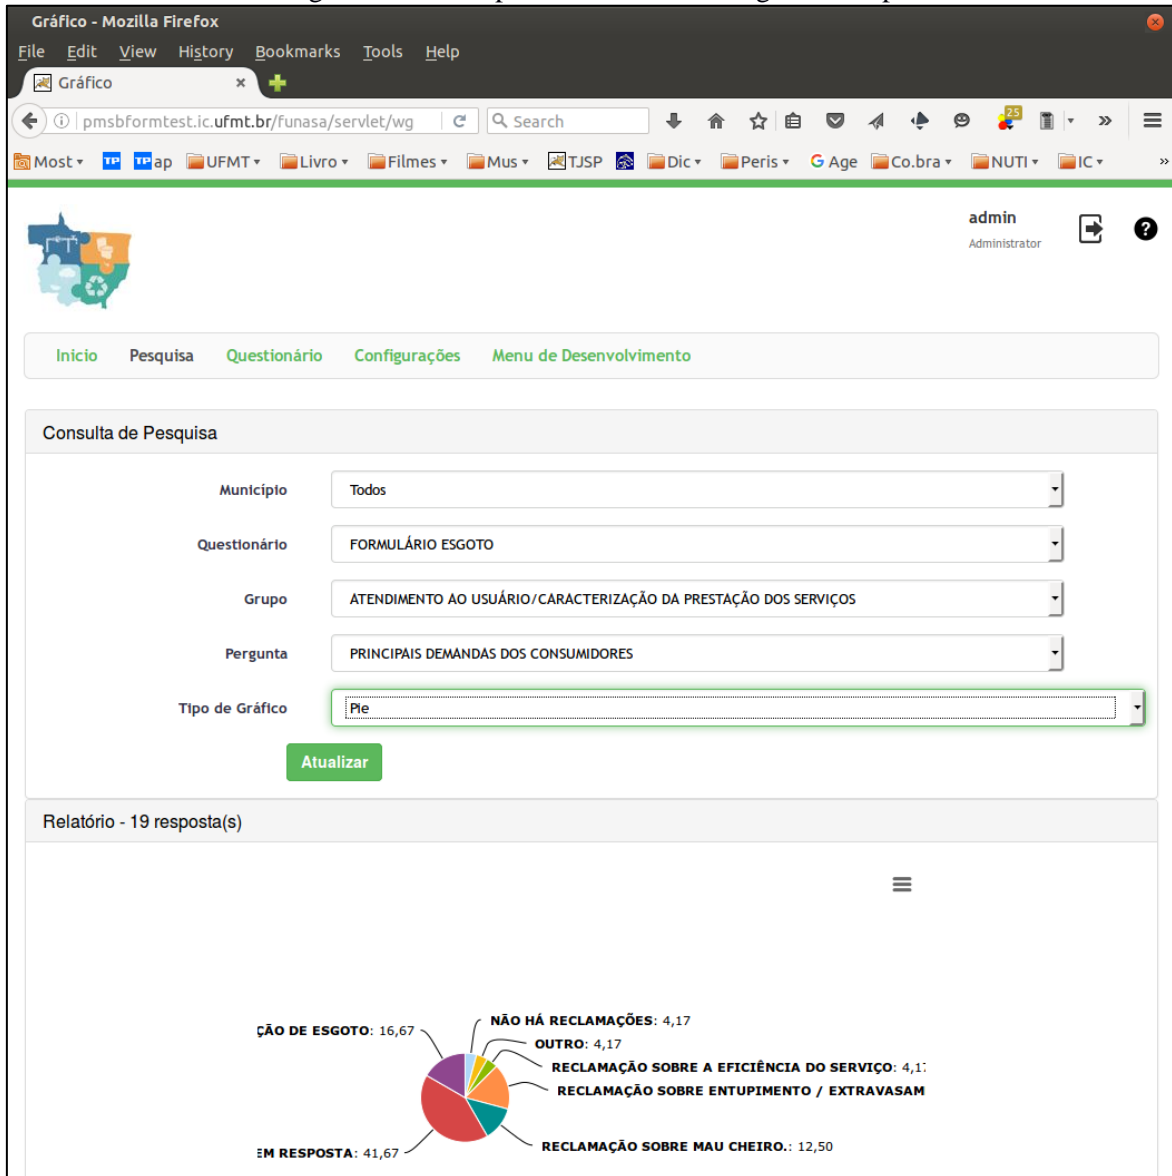 Gráfico - Mozilla Firefox
File Edit View History Bookmarks Tools Help
Gráfico
pmsbformtest.ic.ufmt.br/funasa/servlet/wg Search 25
Most TP TP ap UFMT Livro Filmes Mus TJSP Dic Peris G Age Co.bra NUTI IC »
admin
Administrator
Inicio Pesquisa Questionário Configurações Menu de Desenvolvimento
Consulta de Pesquisa
Município Todos
Questionário FORMULÁRIO ESGOTO
Grupo ATENDIMENTO AO USUÁRIO/CARACTERIZAÇÃO DA PRESTAÇÃO DOS SERVIÇOS
Pergunta PRINCIPAIS DEMANDAS DOS CONSUMIDORES
Tipo de Gráfico Pie
Atualizar
Relatório - 19 resposta(s)
NÃO HÁ RECLAMAÇÕES: 4,17
ÇÃO DE ESGOTO: 16,67
OUTRO: 4,17
RECLAMAÇÃO SOBRE A EFICIÊNCIA DO SERVIÇO: 4,17
RECLAMAÇÃO SOBRE ENTUPIMENTO / EXTRAVASAM
RECLAMAÇÃO SOBRE MAU CHEIRO.: 12,50
EM RESPOSTA: 41,67